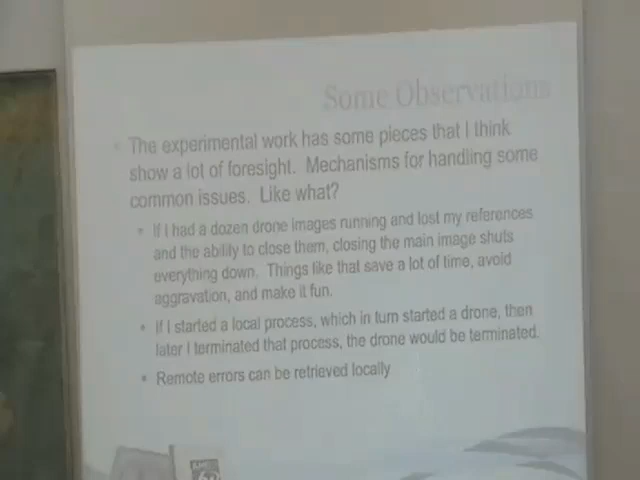 Some Observations
The experimental work has some pieces that I think
show a lot of foresight. Mechanisms for handling some
common issues. Like what?
If I had a dozen drone images running and lost my references
and the ability to close them, closing the main image shuts
everything down. Things like that save a lot of time, avoid
aggravation, and make it fun.
If I started a local process, which in turn started a drone, then
later I terminated that process, the drone would be terminated.
Remote errors can be retrieved locally